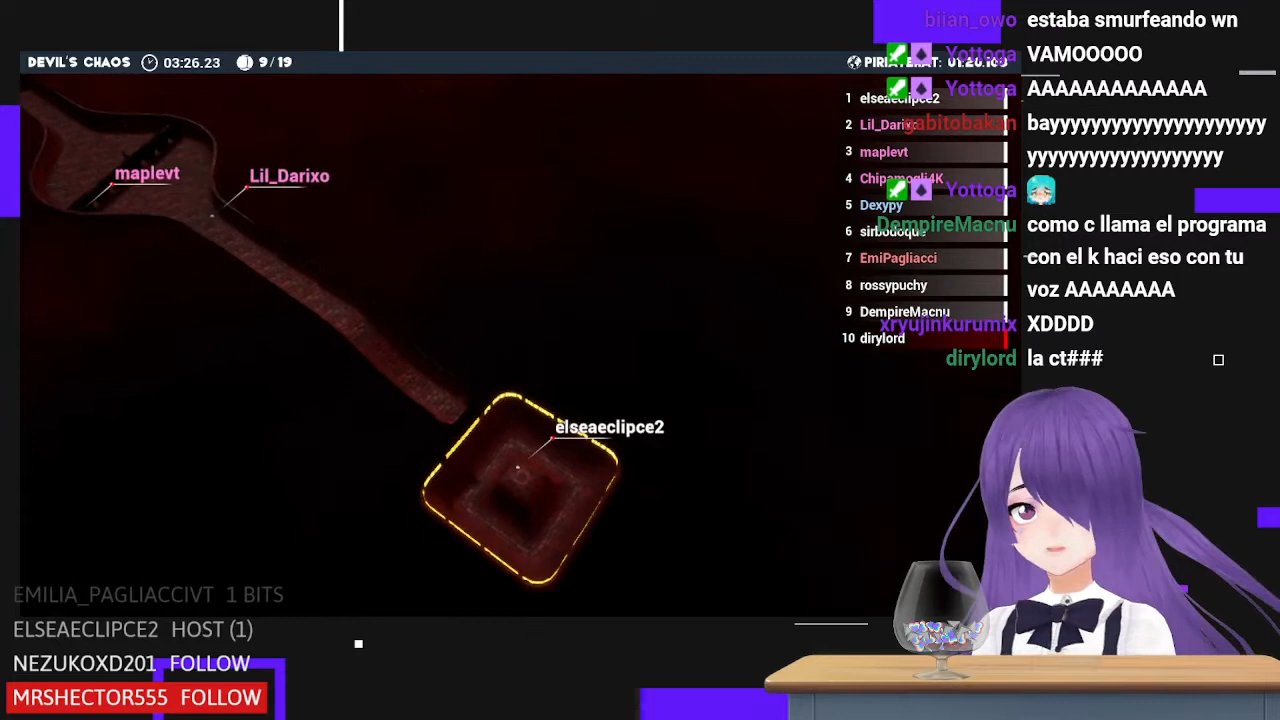 DEVIL'S CHAOS 03:26.23 9/19
PIRIATERAT:
1 elseaeclipce2
2 Lil_Darixo
3 maplevt
4 Chipamogli4K
5 Dexypy
6 sirbodoque
7 EmiPagliacci
8 rossypuchy
9 DempireMacnu
10 dirylord
maplevt
Lil_Darixo
elseaeclipce2
biian_owo estaba smurfeando wn
Yottoga VAMOOOOO
Yottoga AAAAAAAAAAAAA
gabitobakan bayyyyyyyyyyyyyyyyyyyyy
yyyyyyyyyyyyyyyyyyy
Yottoga
DempireMacnu como c llama el programa
con el k haci eso con tu
voz AAAAAAAA
xryujinkurumix XDDDD
dirylord la ct###
EMILIA_PAGLIACCIVT 1 BITS
ELSEAECLIPCE2 HOST (1)
NEZUKOXD201 FOLLOW
MRSHECTOR555 FOLLOW